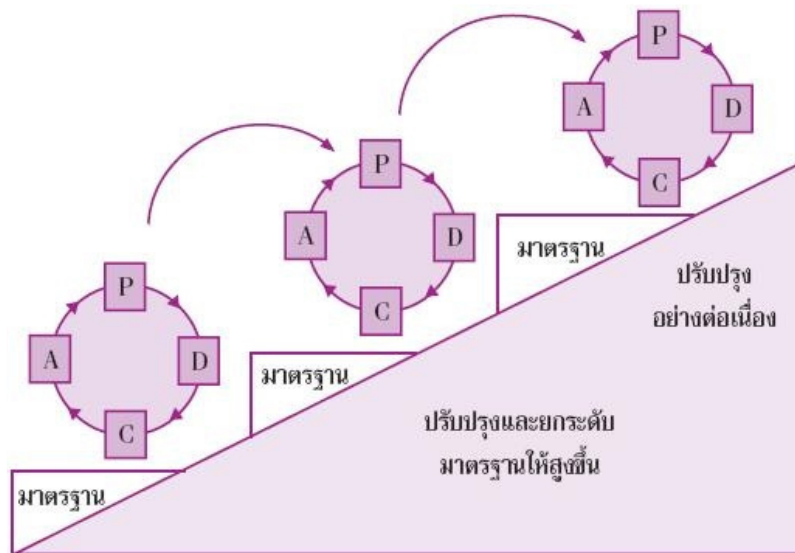 P
A
D
C
P
A
D
C
P
A
D
C
มาตรฐาน
ปรับปรุง
อย่างต่อเนื่อง
มาตรฐาน
ปรับปรุงและยกระดับ
มาตรฐานให้สูงขึ้น
มาตรฐาน